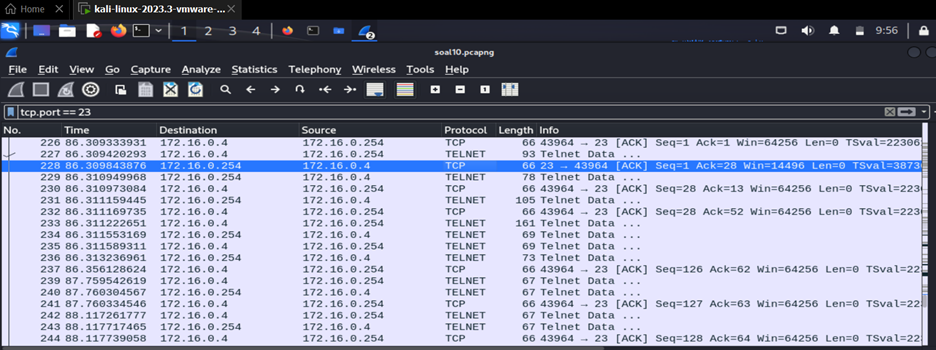 Home kali-linux-2023.3-vmware-...
1 2 3 4 2 9:56
soal10.pcapng
File Edit View Go Capture Analyze Statistics Telephony Wireless Tools Help
tcp.port == 23
No. Time Destination Source Protocol Length Info
226 86.309333931 172.16.0.4 172.16.0.254 TCP 66 43964 → 23 [ACK] Seq=1 Ack=1 Win=64256 Len=0 TSval=22306
227 86.309420293 172.16.0.4 172.16.0.254 TELNET 93 Telnet Data ...
228 86.309843876 172.16.0.254 172.16.0.4 TCP 66 23 → 43964 [ACK] Seq=1 Ack=28 Win=14496 Len=0 TSval=38730
229 86.310949968 172.16.0.254 172.16.0.4 TELNET 78 Telnet Data ...
230 86.310973084 172.16.0.4 172.16.0.254 TCP 66 43964 → 23 [ACK] Seq=28 Ack=13 Win=64256 Len=0 TSval=2230
231 86.311159445 172.16.0.254 172.16.0.4 TELNET 105 Telnet Data ...
232 86.311169735 172.16.0.4 172.16.0.254 TCP 66 43964 → 23 [ACK] Seq=28 Ack=52 Win=64256 Len=0 TSval=2230
233 86.311222651 172.16.0.4 172.16.0.254 TELNET 161 Telnet Data ...
234 86.311553169 172.16.0.254 172.16.0.4 TELNET 69 Telnet Data ...
235 86.311589311 172.16.0.4 172.16.0.254 TELNET 69 Telnet Data ...
236 86.313236961 172.16.0.254 172.16.0.4 TELNET 73 Telnet Data ...
237 86.356128624 172.16.0.4 172.16.0.254 TCP 66 43964 → 23 [ACK] Seq=126 Ack=62 Win=64256 Len=0 TSval=22
239 87.759542619 172.16.0.4 172.16.0.254 TELNET 67 Telnet Data ...
240 87.760304567 172.16.0.254 172.16.0.4 TELNET 67 Telnet Data ...
241 87.760334546 172.16.0.4 172.16.0.254 TCP 66 43964 → 23 [ACK] Seq=127 Ack=63 Win=64256 Len=0 TSval=22
242 88.117261777 172.16.0.4 172.16.0.254 TELNET 67 Telnet Data ...
243 88.117717465 172.16.0.254 172.16.0.4 TELNET 67 Telnet Data ...
244 88.117739058 172.16.0.4 172.16.0.254 TCP 66 43964 → 23 [ACK] Seq=128 Ack=64 Win=64256 Len=0 TSval=22